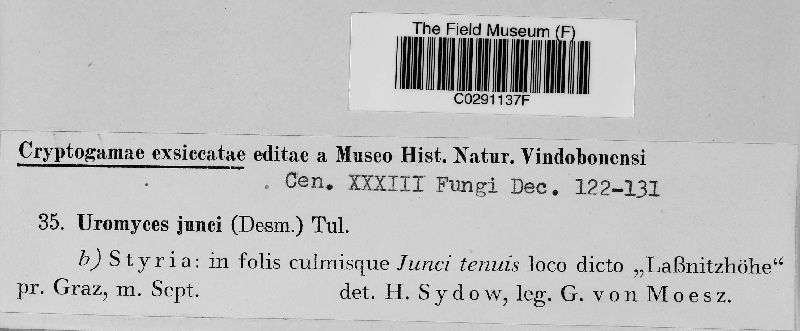 The Field Museum (F)
C0291137F
Cryptogamae exsiccatae editae a Museo Hist. Natur. Vindobonensi
. Cen. XXXIII Fungi Dec. 122-131
35. Uromyces junci (Desm.) Tul.
b) Styria: in folis culmisque Junci tenuis loco dicto „Laßnitzhöhe“
pr. Graz, m. Sept. det. H. Sydow, leg. G. von Moesz.